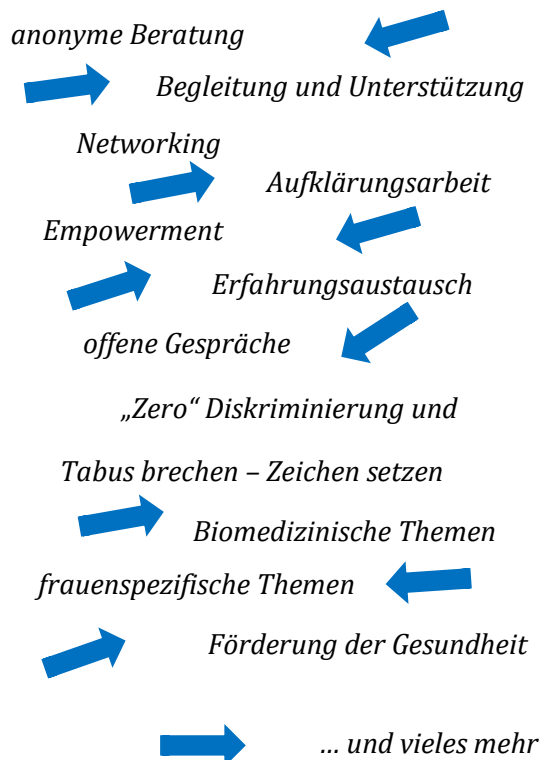 anonyme Beratung
Begleitung und Unterstützung
Networking
Aufklärungsarbeit
Empowerment
Erfahrungsaustausch
offene Gespräche
„Zero“ Diskriminierung und
Tabus brechen – Zeichen setzen
Biomedizinische Themen
frauenspezifische Themen
Förderung der Gesundheit
... und vieles mehr